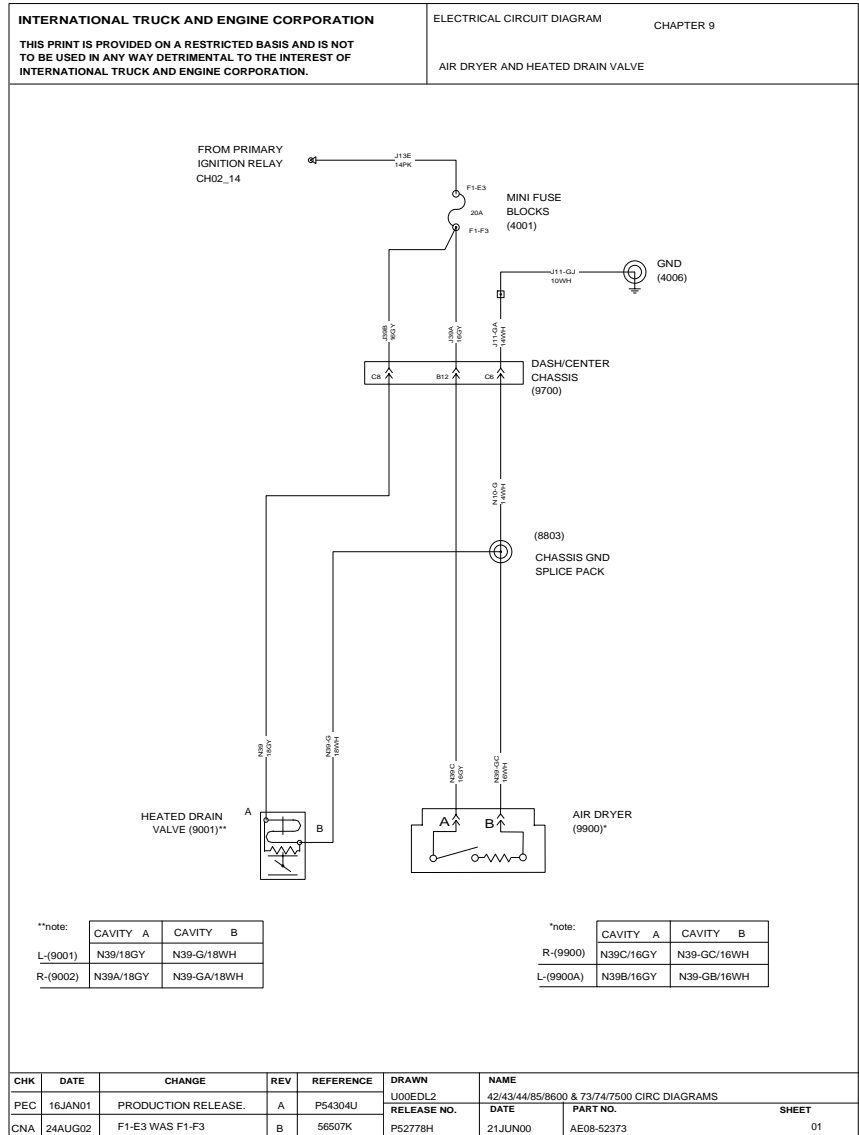 INTERNATIONAL TRUCK AND ENGINE CORPORATION
THIS PRINT IS PROVIDED ON A RESTRICTED BASIS AND IS NOT
TO BE USED IN ANY WAY DETRIMENTAL TO THE INTEREST OF
INTERNATIONAL TRUCK AND ENGINE CORPORATION.
ELECTRICAL CIRCUIT DIAGRAM
CHAPTER 9
AIR DRYER AND HEATED DRAIN VALVE
FROM PRIMARY
IGNITION RELAY
CH02_14
J13E
14PK
F1-E3
20A
F1-F3
MINI FUSE
BLOCKS
(4001)
J11-GJ
10WH
GND
(4006)
J39B
16GY
J39A
16GY
J11-GA
14WH
C8
B12
C6
DASH/CENTER
CHASSIS
(9700)
N10-G
14WH
(8803)
CHASSIS GND
SPLICE PACK
N39
18GY
N39-G
18WH
N39C
16GY
N39-GC
16WH
HEATED DRAIN
VALVE (9001)**
A
B
A
B
AIR DRYER
(9900)*
**note:
CAVITY A CAVITY B
L-(9001) N39/18GY N39-G/18WH
R-(9002) N39A/18GY N39-GA/18WH
*note:
CAVITY A CAVITY B
R-(9900) N39C/16GY N39-GC/16WH
L-(9900A) N39B/16GY N39-GB/16WH
CHK DATE CHANGE REV REFERENCE
PEC 16JAN01 PRODUCTION RELEASE. A P54304U
CNA 24AUG02 F1-E3 WAS F1-F3 B 56507K
DRAWN
U00EDL2
NAME
42/43/44/85/8600 & 73/74/7500 CIRC DIAGRAMS
RELEASE NO. DATE PART NO. SHEET
P52778H 21JUN00 AE08-52373 01